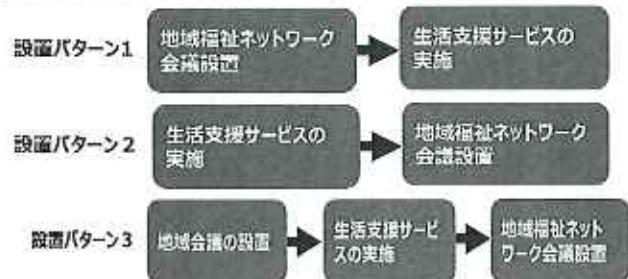 設置パターン1
地域福祉ネットワーク
会議設置
生活支援サービスの
実施
設置パターン2
生活支援サービスの
実施
地域福祉ネットワーク
会議設置
設置パターン3
地域会議の設置
生活支援サービ
スの実施
地域福祉ネット
ワーク会議設置